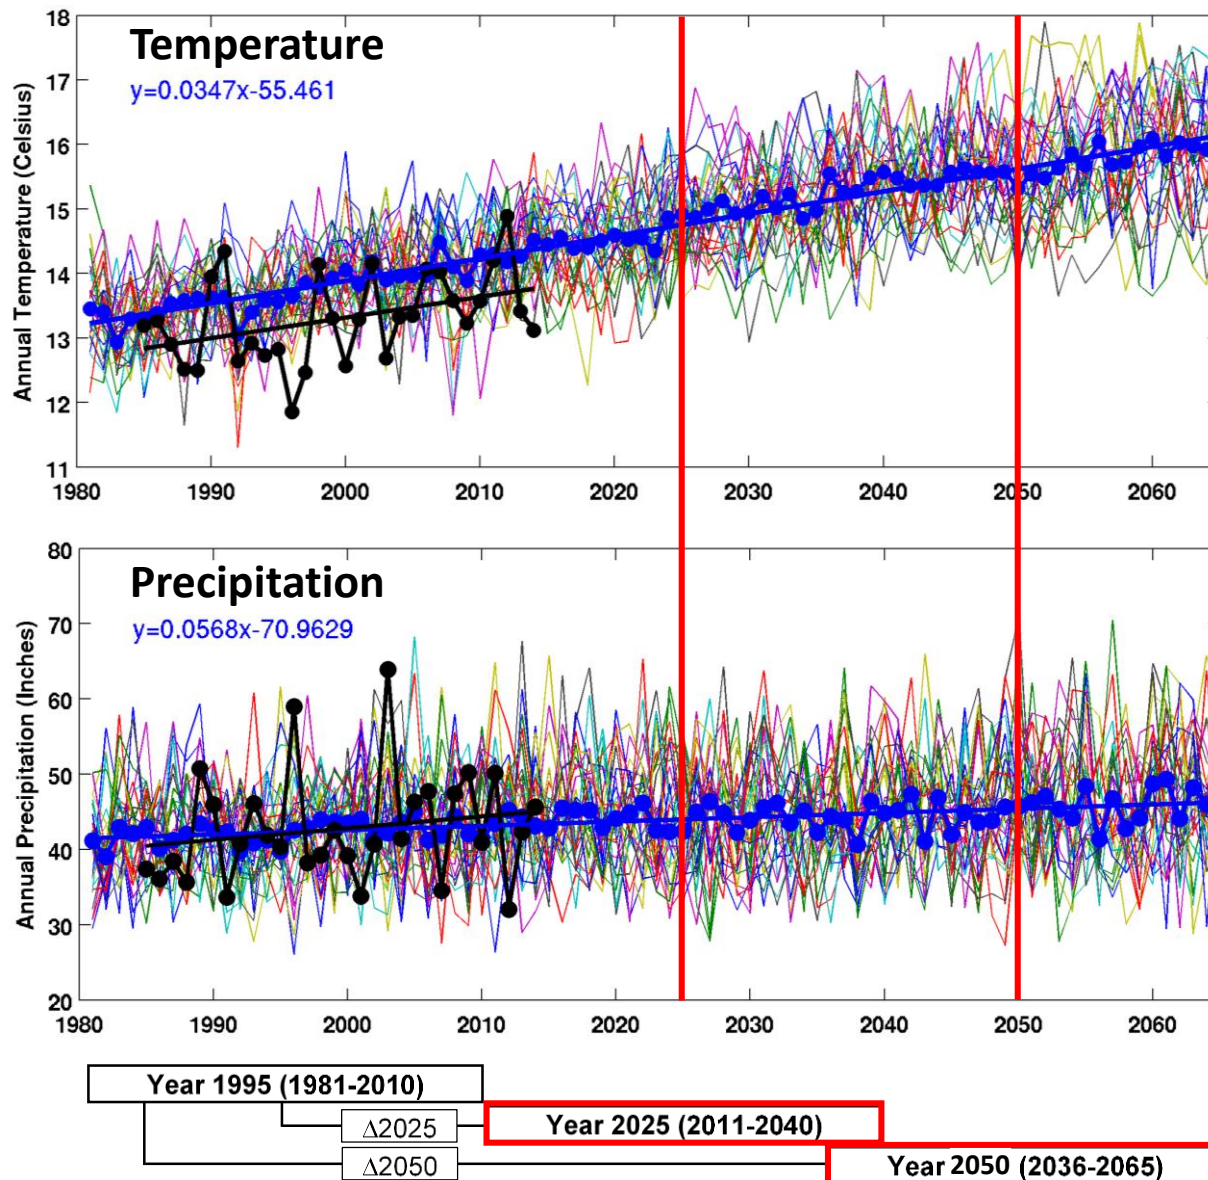 18
Temperature
y=0.0347x-55.461
17
16
15
14
13
12
11
Annual Temperature (Celsius)
1980 1990 2000 2010 2020 2030 2040 2050 2060
80
Precipitation
y=0.0568x-70.9629
70
60
50
40
30
20
Annual Precipitation (Inches)
1980 1990 2000 2010 2020 2030 2040 2050 2060
Year 1995 (1981-2010)
Δ2025 Year 2025 (2011-2040)
Δ2050 Year 2050 (2036-2065)